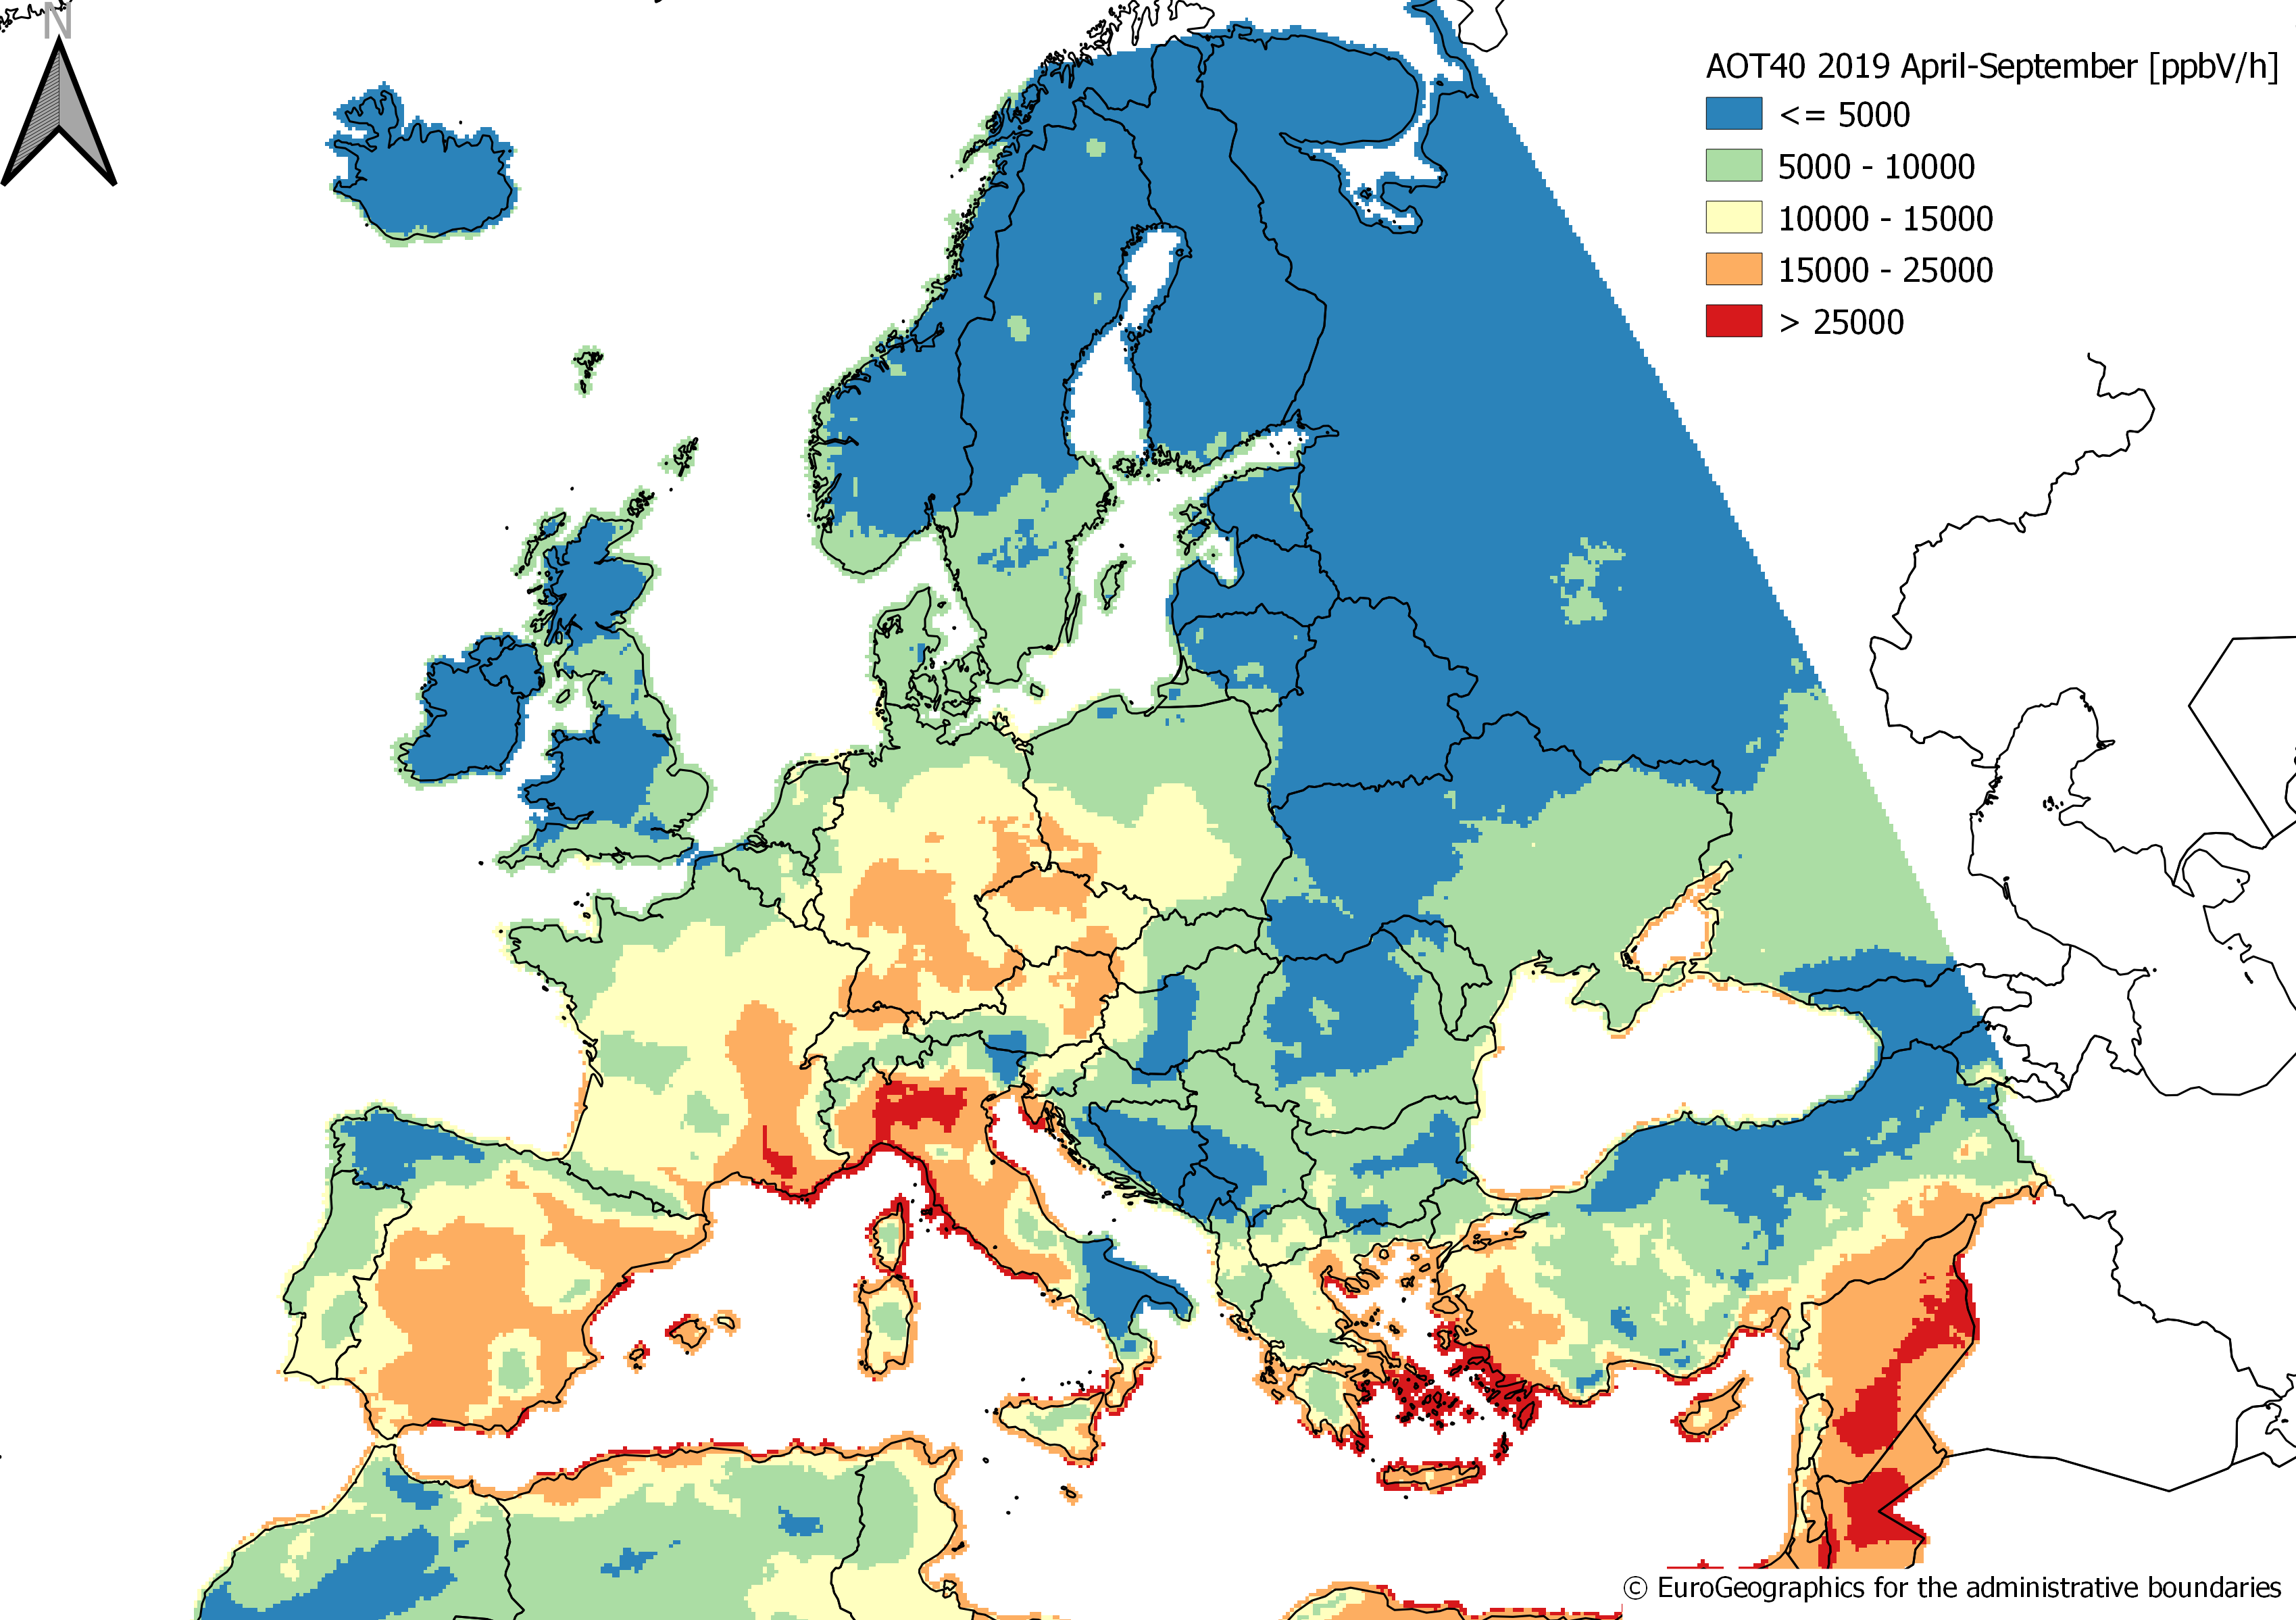 N
AOT40 2019 April-September [ppbV/h]
<= 5000
5000 - 10000
10000 - 15000
15000 - 25000
> 25000
© EuroGeographics for the administrative boundaries